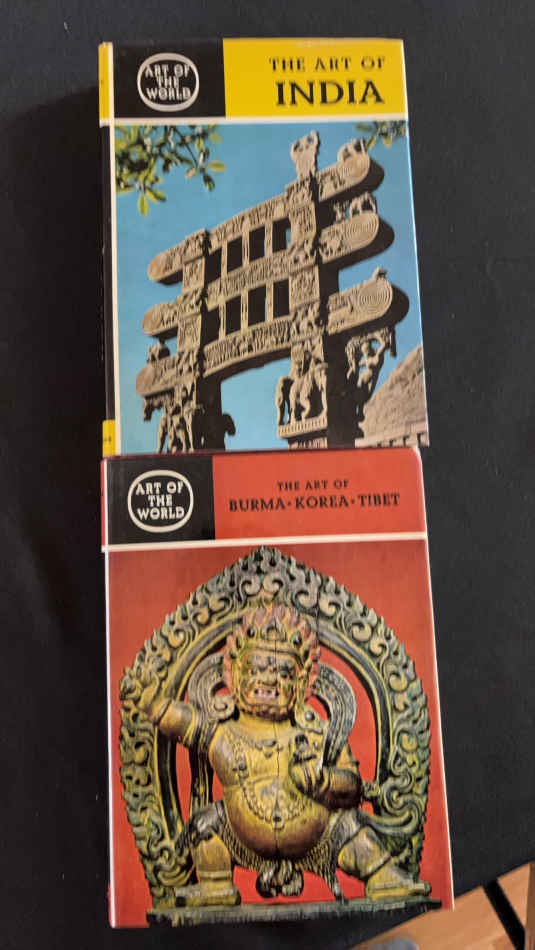 ART OF
THE
WORLD
THE ART OF
INDIA
ART OF
THE
WORLD
THE ART OF
BURMA • KOREA • TIBET